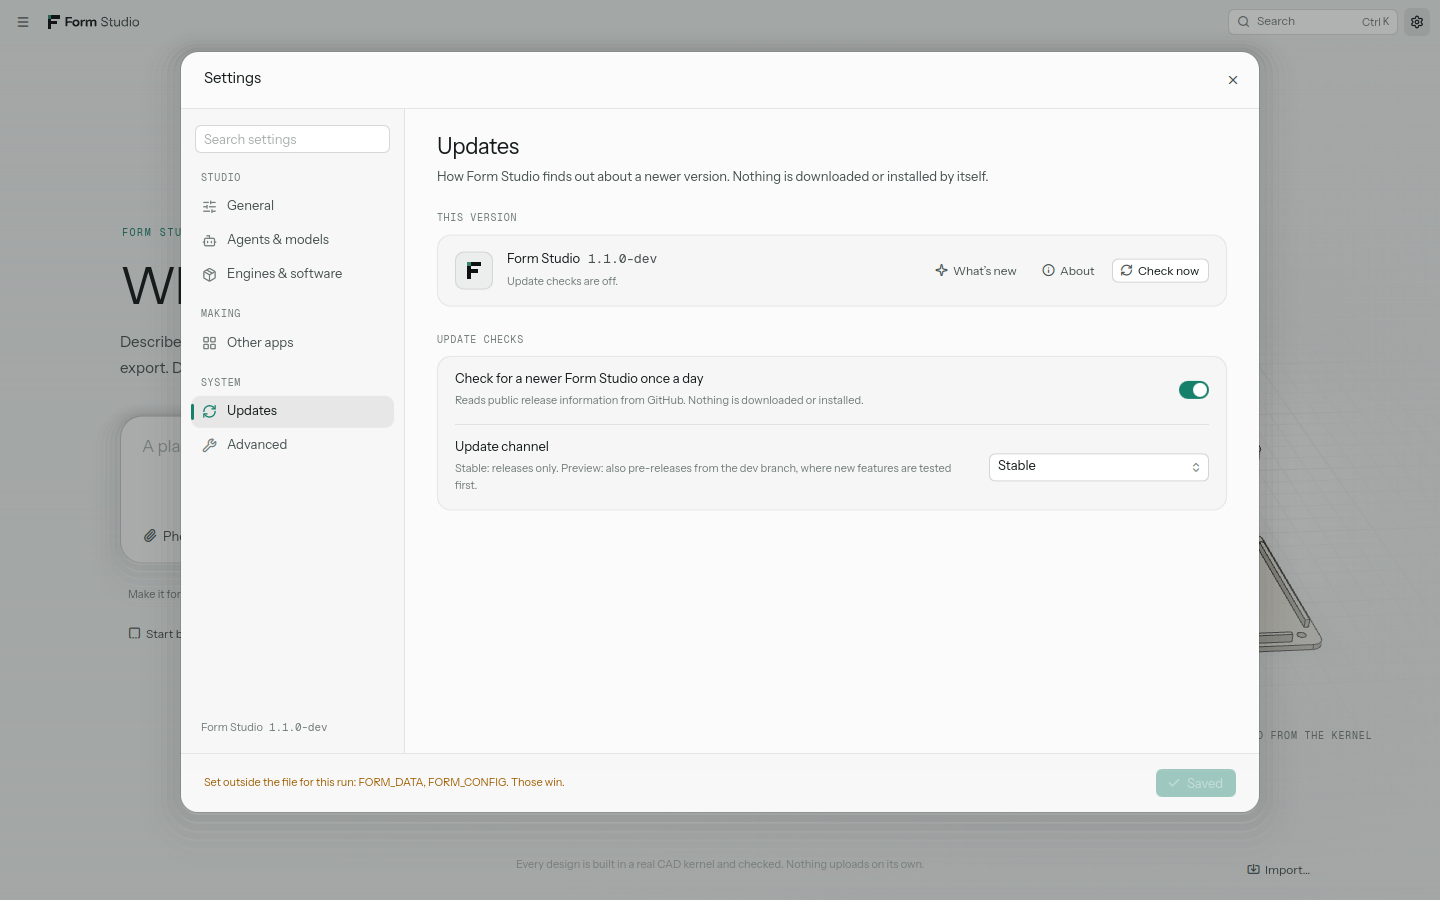 Form Studio
Search Ctrl K
Settings
Search settings
STUDIO
General
Agents & models
Engines & software
MAKING
Other apps
SYSTEM
Updates
Advanced
Form Studio 1.1.0-dev
Updates
How Form Studio finds out about a newer version. Nothing is downloaded or installed by itself.
THIS VERSION
Form Studio 1.1.0-dev
Update checks are off.
What's new
About
Check now
UPDATE CHECKS
Check for a newer Form Studio once a day
Reads public release information from GitHub. Nothing is downloaded or installed.
Update channel
Stable: releases only. Preview: also pre-releases from the dev branch, where new features are tested
first.
Stable
Set outside the file for this run: FORM_DATA, FORM_CONFIG. Those win.
Saved
FORM STU
Describe
export. D
A pla
Make it for
Start b
FROM THE KERNEL
Every design is built in a real CAD kernel and checked. Nothing uploads on its own.
Import...